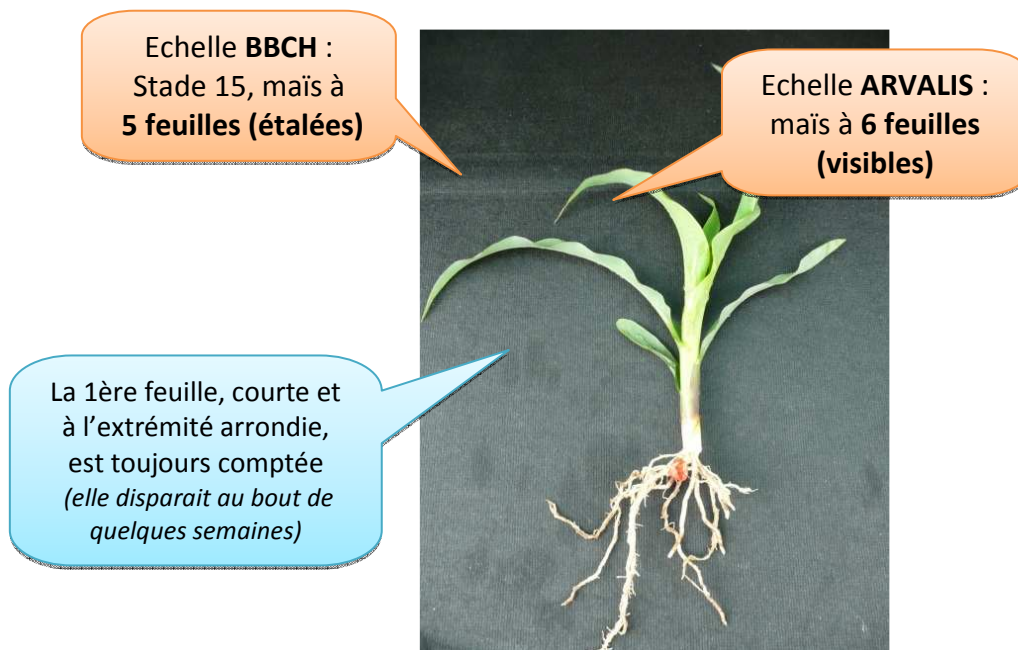 Echelle BBCH :
Stade 15, maïs à
5 feuilles (étalées)
Echelle ARVALIS :
maïs à 6 feuilles
(visibles)
La 1ère feuille, courte et
à l’extrémité arrondie,
est toujours comptée
(elle disparait au bout de
quelques semaines)